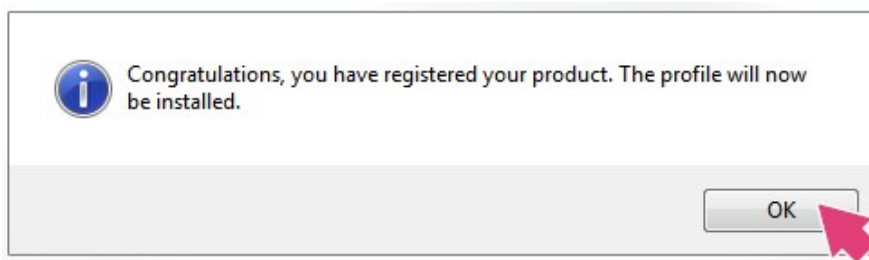 Congratulations, you have registered your product. The profile will now
be installed.
OK